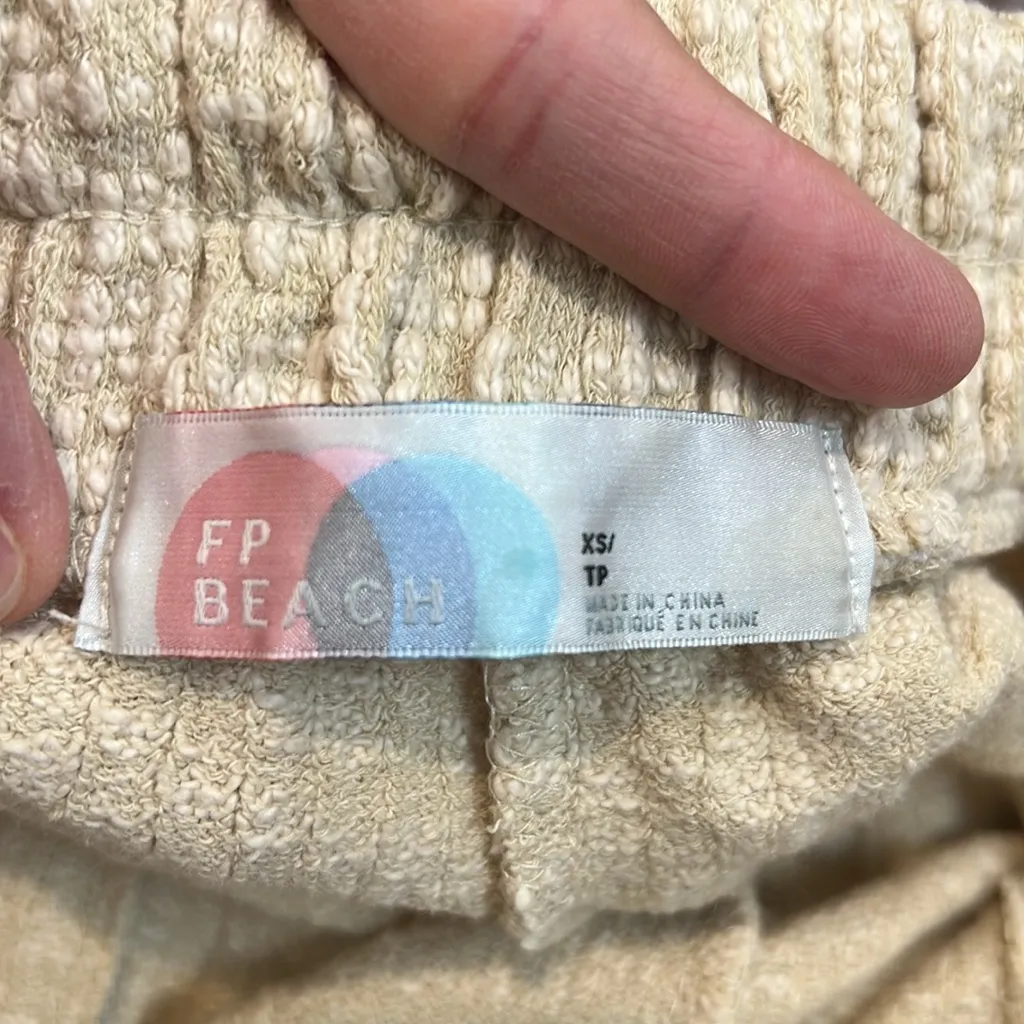 FP
BEACH
XS/
TP
MADE IN CHINA
FABRIQUÉ EN CHINE